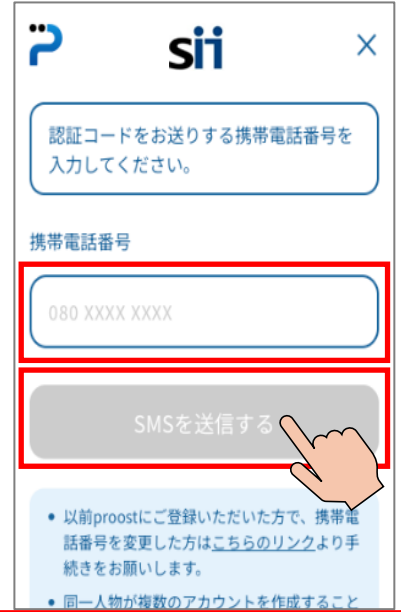 sii
認証コードをお送りする携帯電話番号を
入力してください。
携帯電話番号
080 XXXX XXXX
SMSを送信する
• 以前proostにご登録いただいた方で、携帯電
話番号を変更した方はこちらのリンクより手
続きをお願いします。
• 同一人物が複数のアカウントを作成すること